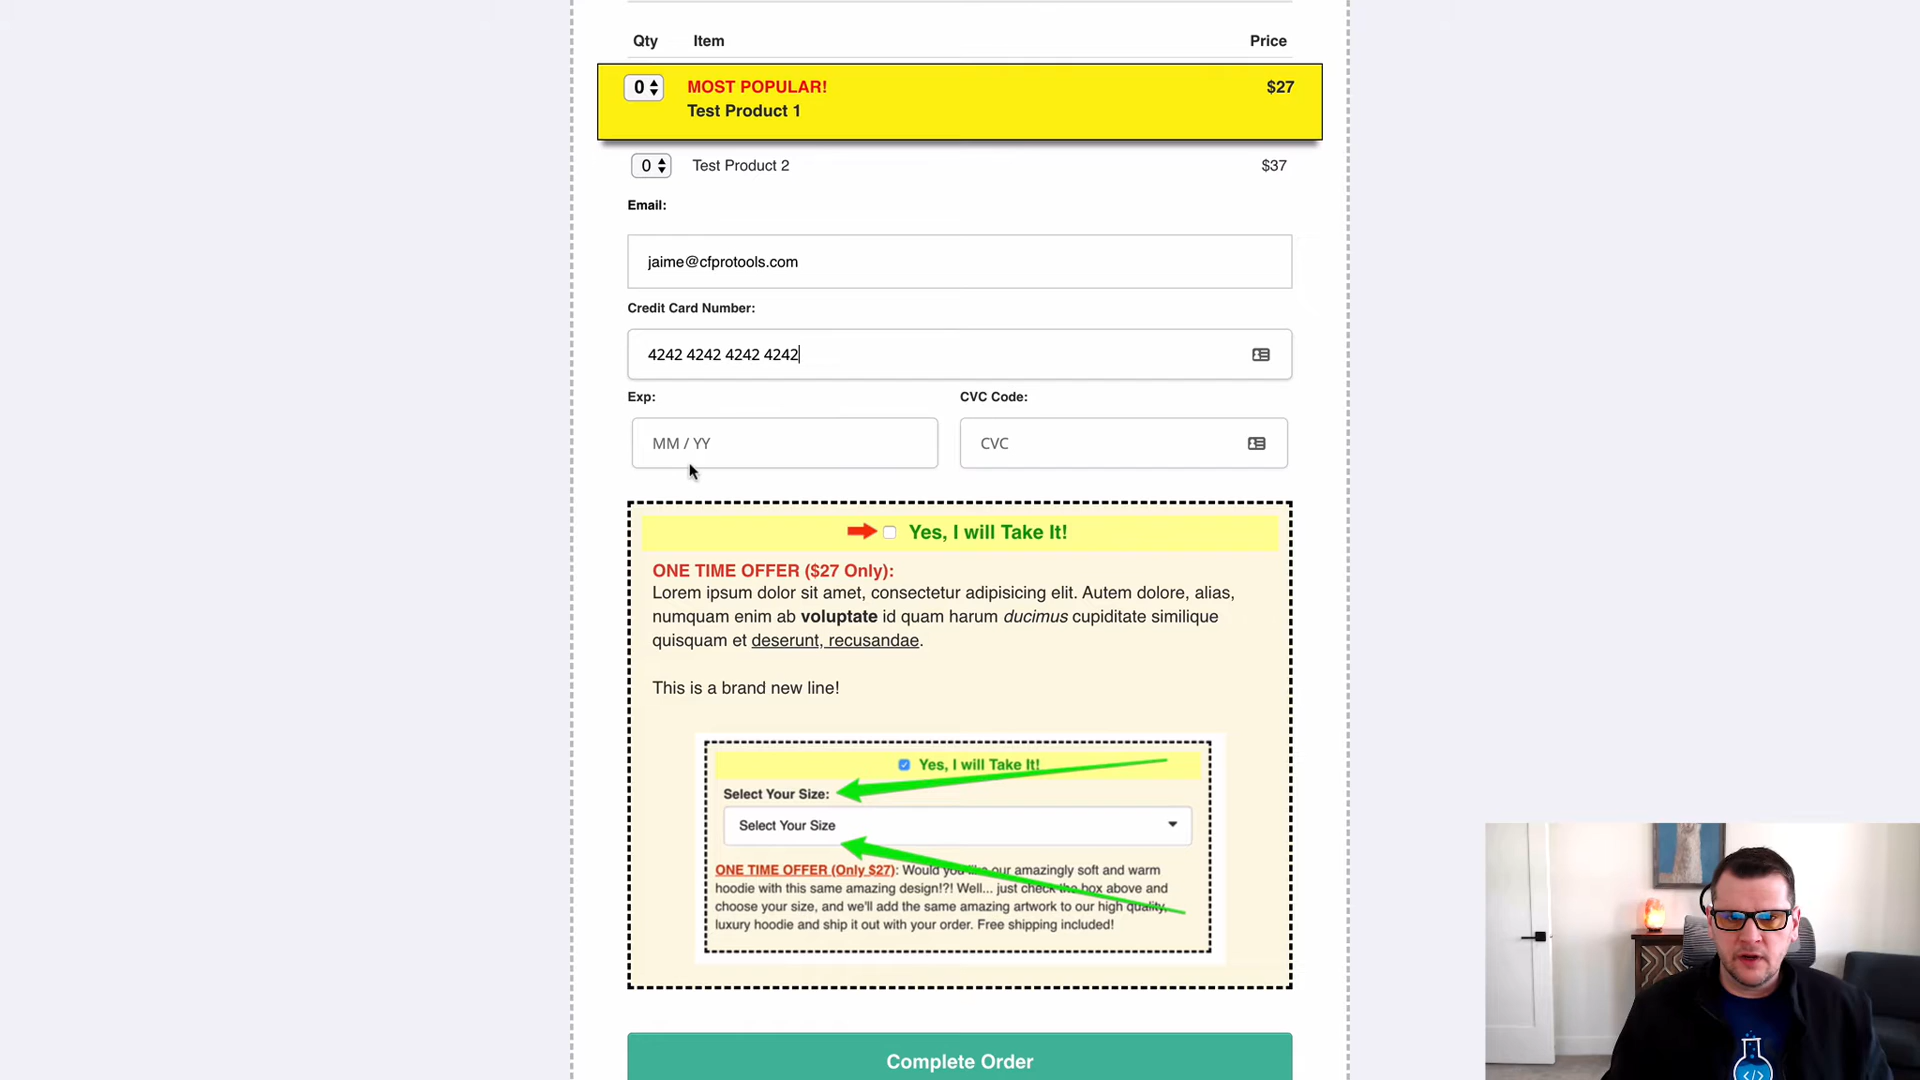 Qty Item Price
0 MOST POPULAR! $27
Test Product 1
0 Test Product 2 $37
Email:
jaime@cfprotools.com
Credit Card Number:
4242 4242 4242 4242
Exp: CVC Code:
MM / YY CVC
Yes, I will Take It!
ONE TIME OFFER ($27 Only):
Lorem ipsum dolor sit amet, consectetur adipisicing elit. Autem dolore, alias,
numquam enim ab voluptate id quam harum ducimus cupiditate similique
quisquam et deserunt, recusandae.
This is a brand new line!
Yes, I will Take It!
Select Your Size:
Select Your Size
ONE TIME OFFER (Only $27): Would you like our amazingly soft and warm
hoodie with this same amazing design!?! Well... just check the box above and
choose your size, and we'll add the same amazing artwork to our high quality,
luxury hoodie and ship it out with your order. Free shipping included!
Complete Order